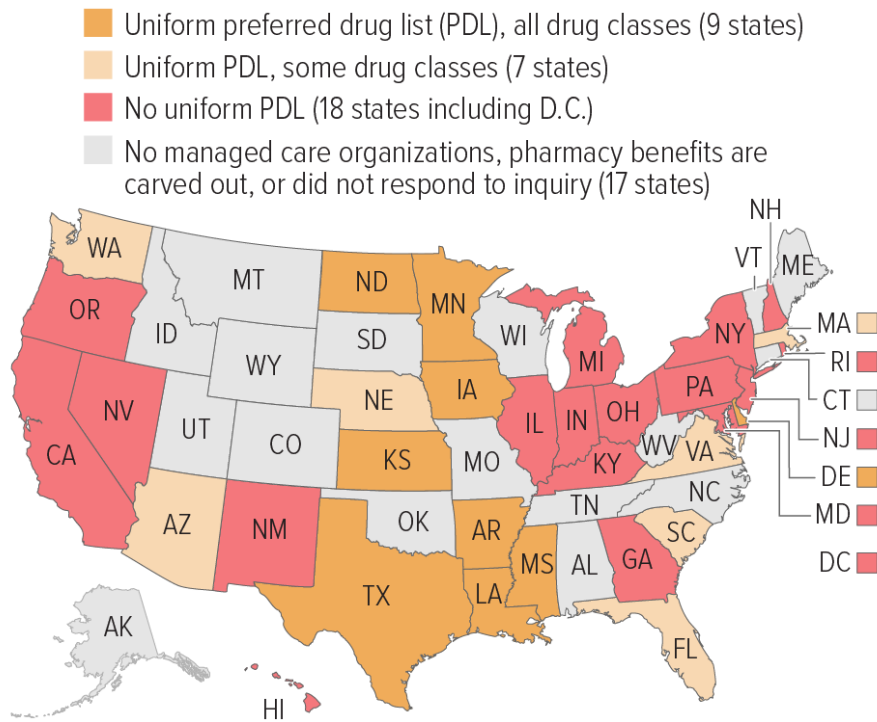 Uniform preferred drug list (PDL), all drug classes (9 states)
Uniform PDL, some drug classes (7 states)
No uniform PDL (18 states including D.C.)
No managed care organizations, pharmacy benefits are
carved out, or did not respond to inquiry (17 states)
NH
VT
ME
WA
MT
ND
MN
OR
ID
SD
WI
MI
NY
MA
RI
WY
NE
IA
PA
CT
NV
UT
CO
IL
IN
OH
NJ
CA
KS
MO
KY
WV
VA
DE
AZ
NM
OK
AR
TN
NC
MD
SC
TX
LA
MS
AL
GA
DC
AK
FL
HI